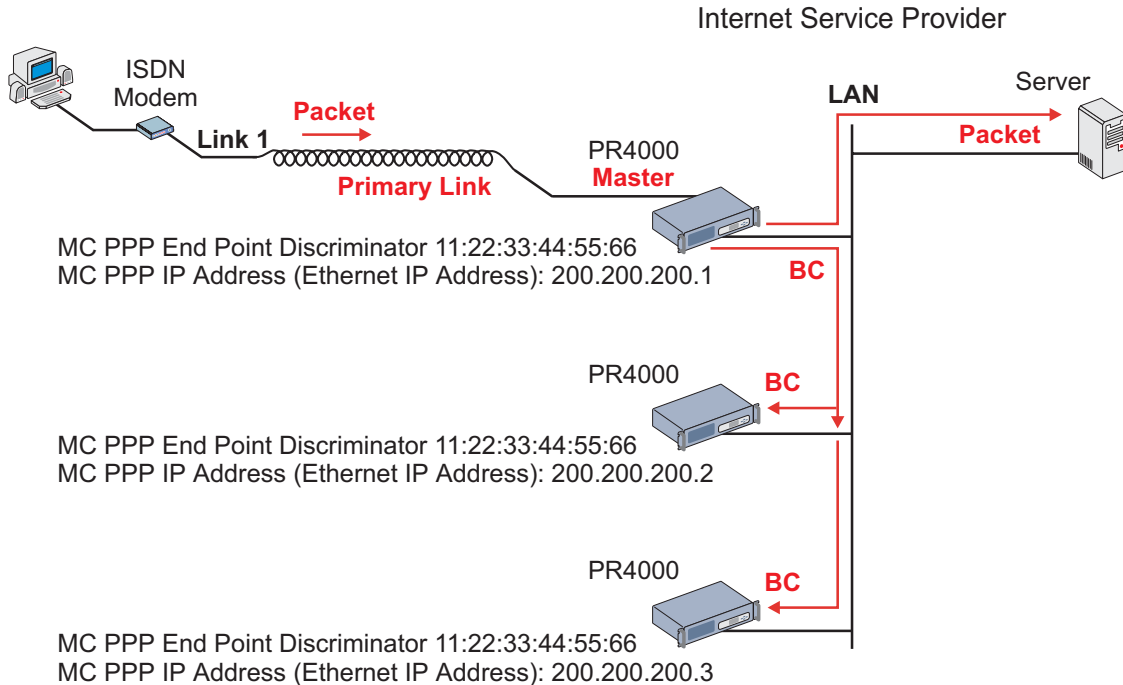 Internet Service Provider
ISDN
Modem
Link 1
Packet
Primary Link
PR4000
Master
LAN
Server
Packet
MC PPP End Point Discriminator 11:22:33:44:55:66
MC PPP IP Address (Ethernet IP Address): 200.200.200.1
BC
PR4000
BC
MC PPP End Point Discriminator 11:22:33:44:55:66
MC PPP IP Address (Ethernet IP Address): 200.200.200.2
PR4000
BC
MC PPP End Point Discriminator 11:22:33:44:55:66
MC PPP IP Address (Ethernet IP Address): 200.200.200.3